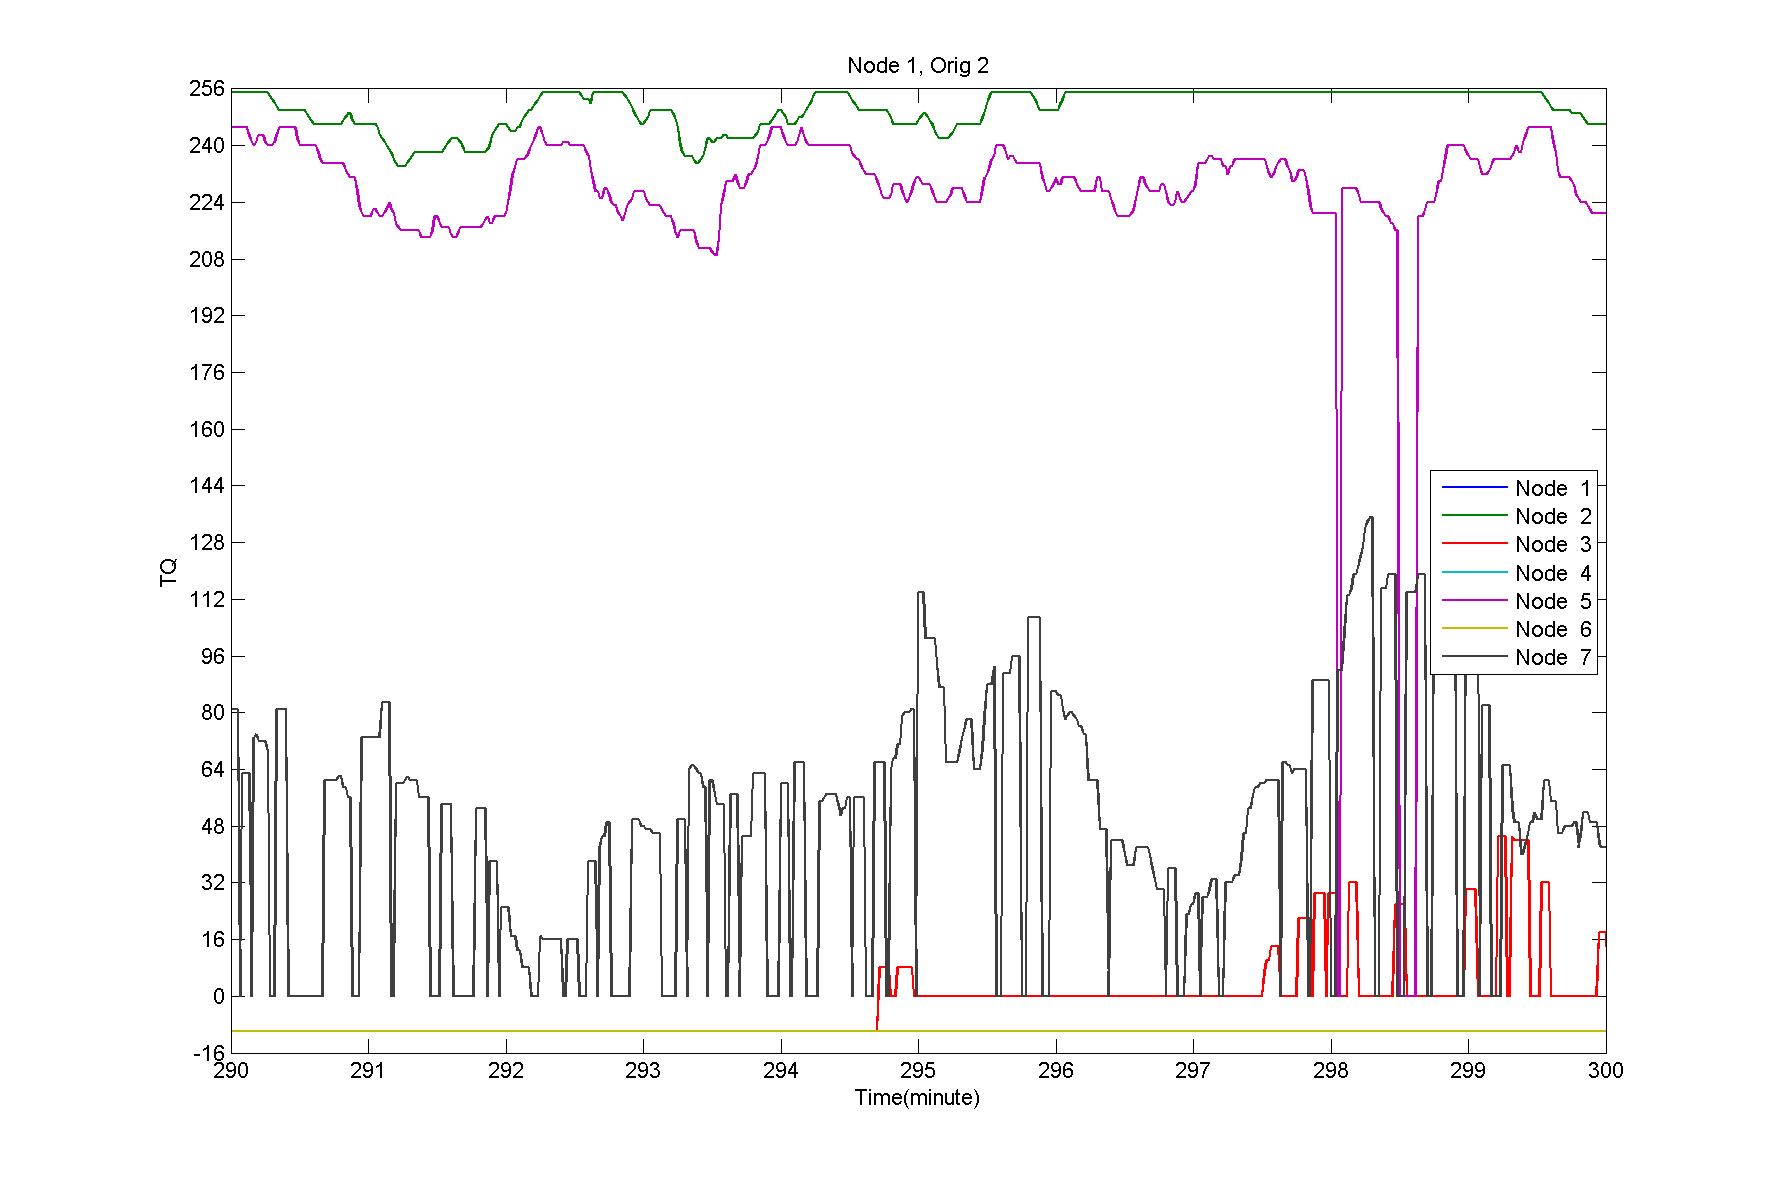 Node 1, Orig 2
256
240
224
208
192
176
160
144
128
112
96
80
64
48
32
16
0
-16
TQ
Node 1
Node 2
Node 3
Node 4
Node 5
Node 6
Node 7
290 291 292 293 294 295 296 297 298 299 300
Time(minute)